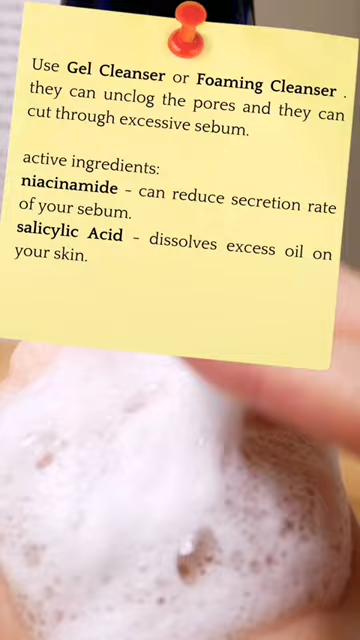 Use Gel Cleanser or Foaming Cleanser .
they can unclog the pores and they can
cut through excessive sebum.
active ingredients:
niacinamide - can reduce secretion rate
of your sebum.
salicylic Acid - dissolves excess oil on
your skin.